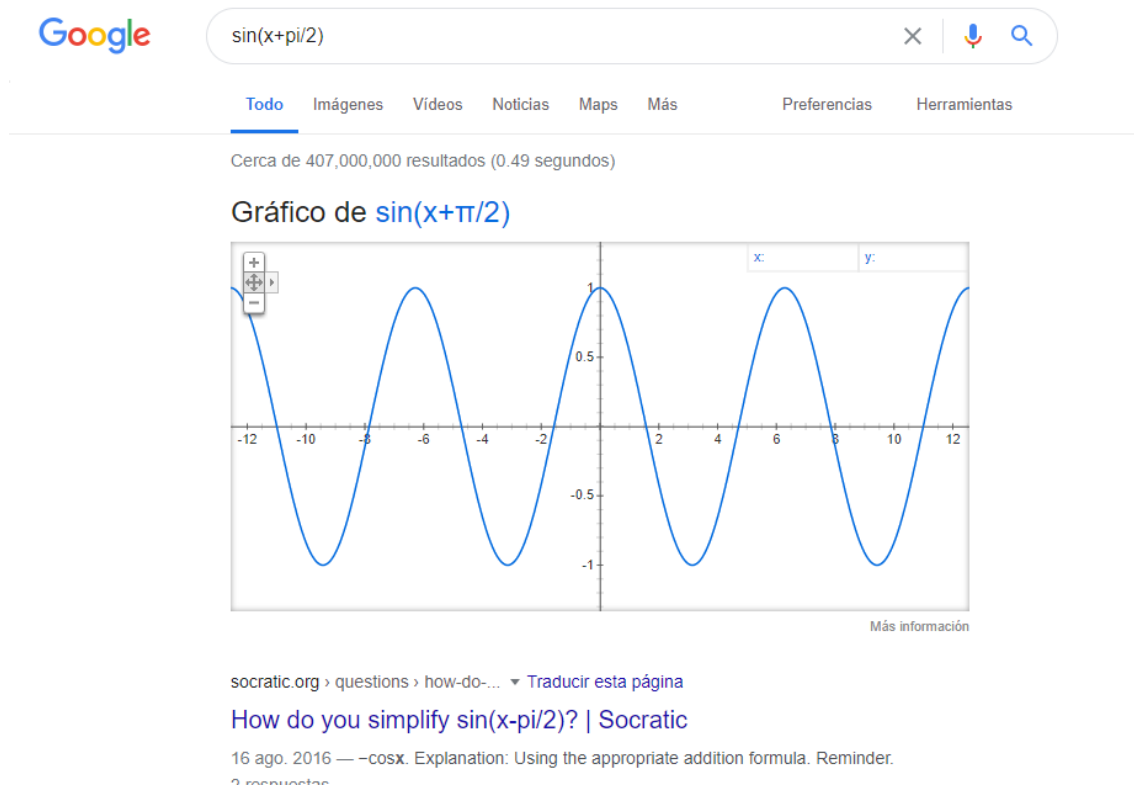 Google
sin(x+pi/2)
Todo Imágenes Vídeos Noticias Maps Más Preferencias Herramientas
Cerca de 407,000,000 resultados (0.49 segundos)
Gráfico de sin(x+π/2)
x: y:
1
0.5
-12 -10 -8 -6 -4 -2 2 4 6 8 10 12
-0.5
-1
Más información
socratic.org › questions › how-do-... ▼ Traducir esta página
How do you simplify sin(x-pi/2)? | Socratic
16 ago. 2016 — −cosx. Explanation: Using the appropriate addition formula. Reminder.
2 respuestas